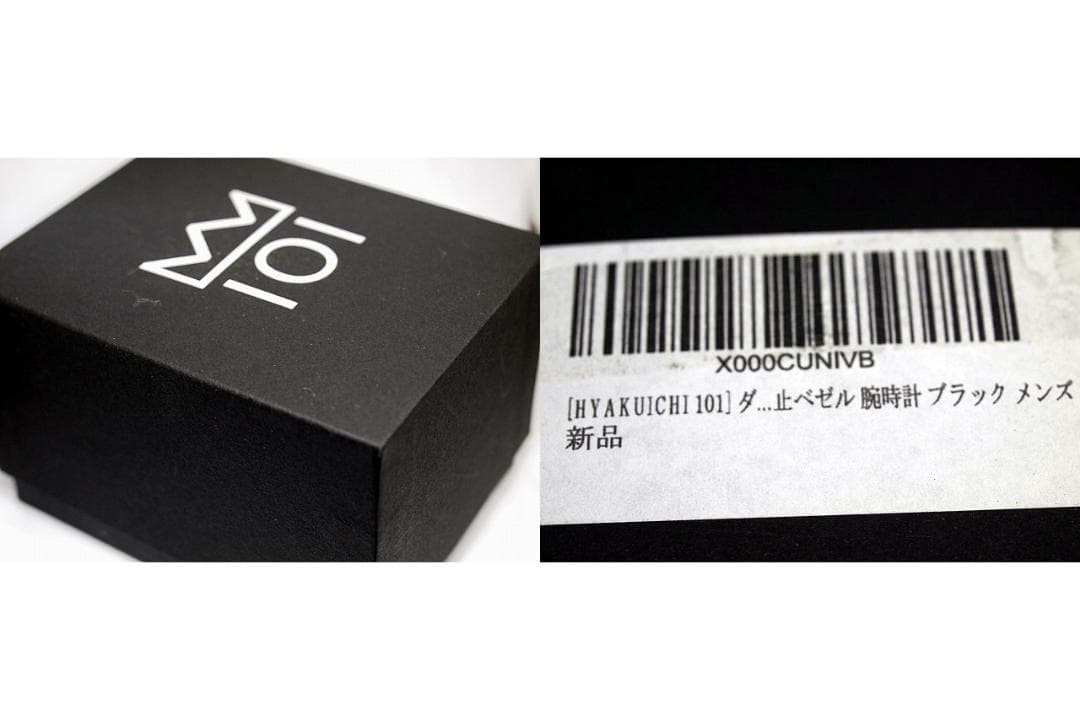 101
X000CUNIVB
[HYAKUICHI 101] ダ...止ベゼル 腕時計 ブラック メンズ
新品